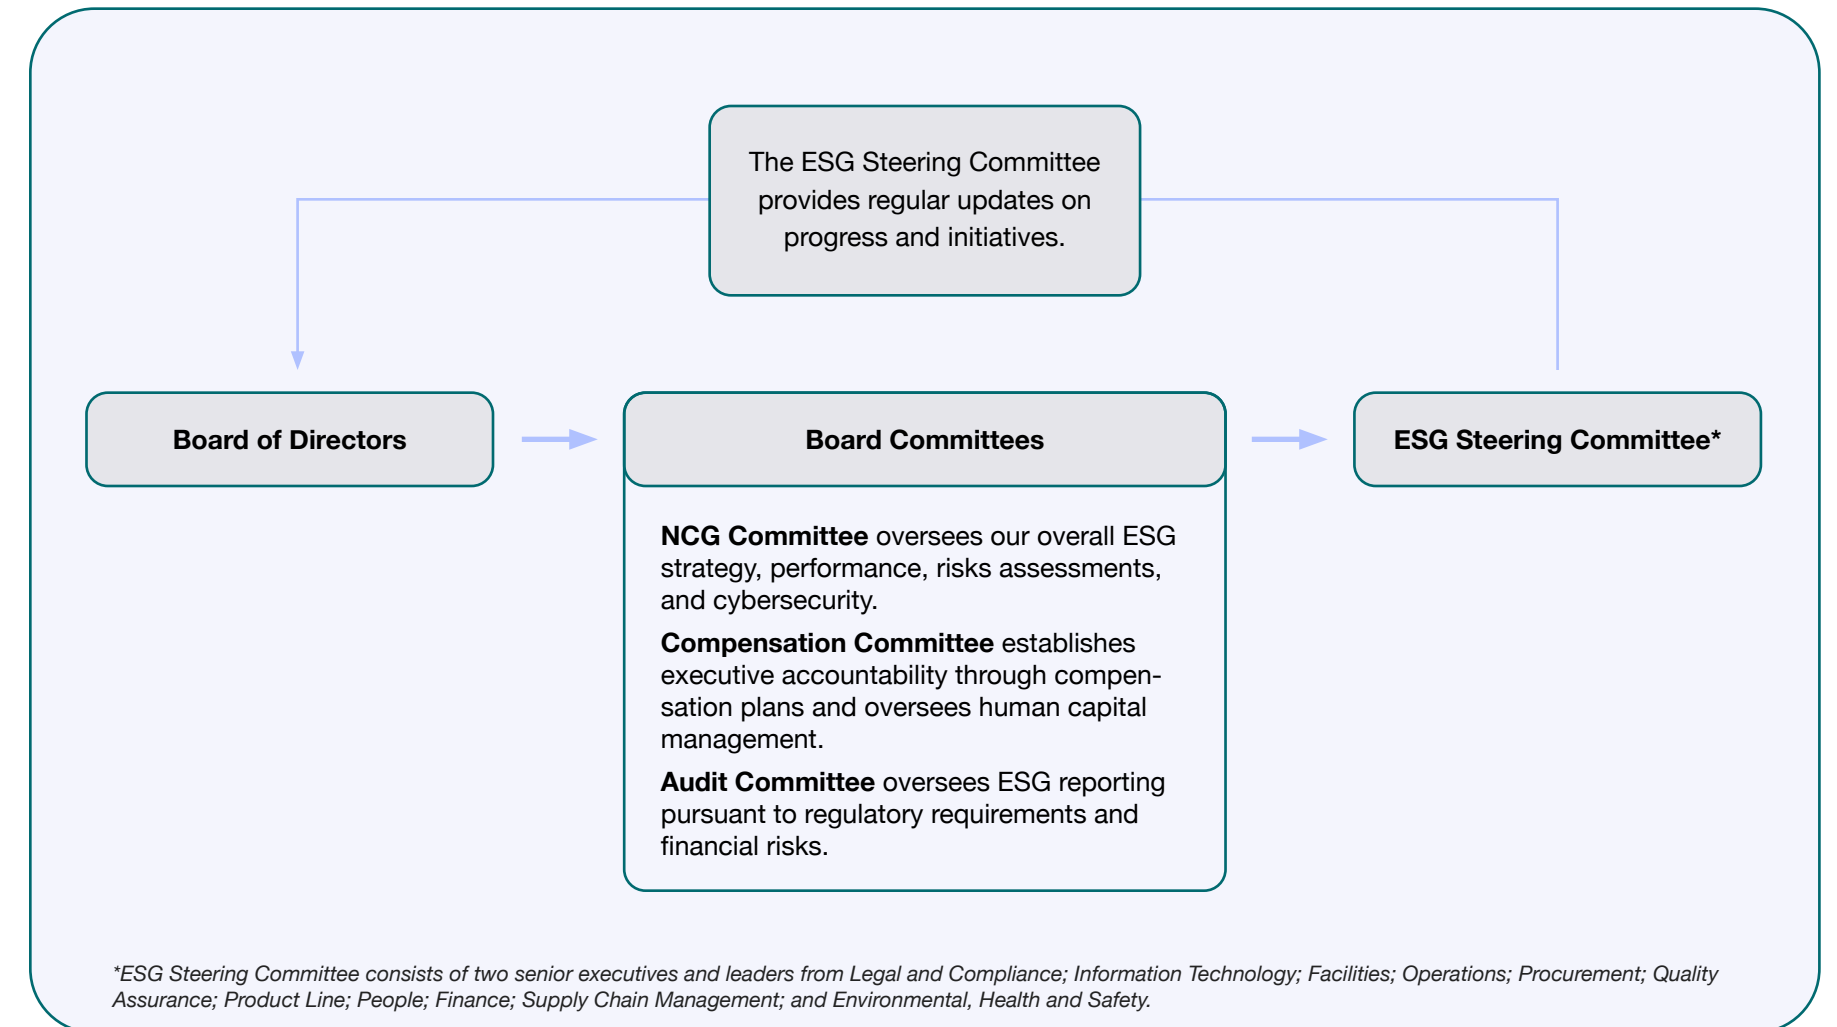 The ESG Steering Committee
provides regular updates on
progress and initiatives.
Board of Directors
Board Committees
ESG Steering Committee*
NCG Committee oversees our overall ESG
strategy, performance, risks assessments,
and cybersecurity.
Compensation Committee establishes
executive accountability through compen-
sation plans and oversees human capital
management.
Audit Committee oversees ESG reporting
pursuant to regulatory requirements and
financial risks.
*ESG Steering Committee consists of two senior executives and leaders from Legal and Compliance; Information Technology; Facilities; Operations; Procurement; Quality
Assurance; Product Line; People; Finance; Supply Chain Management; and Environmental, Health and Safety.